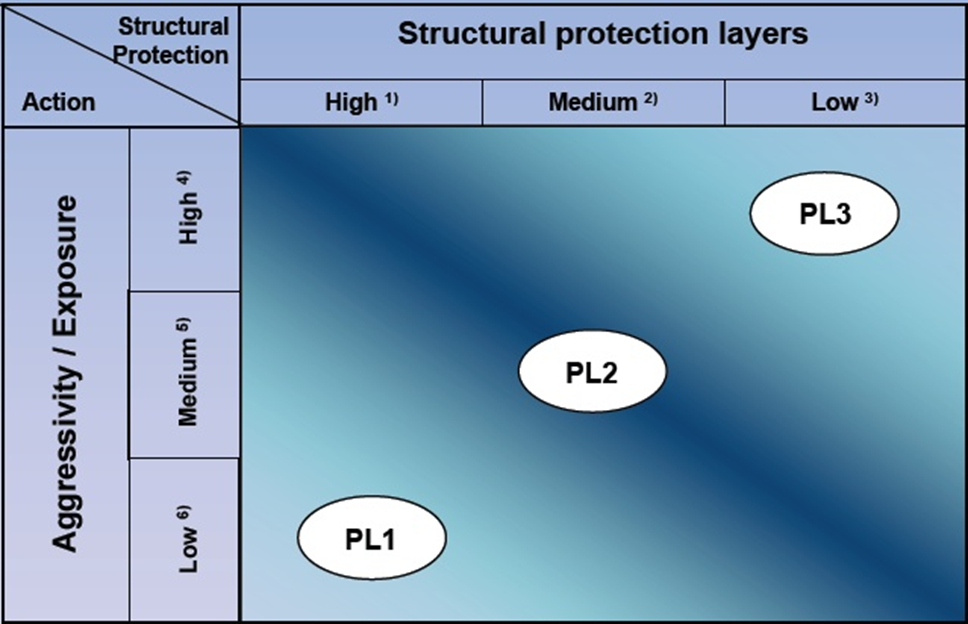 Structural
Protection
Action
Structural protection layers
High 1)
Medium 2)
Low 3)
Aggressivity / Exposure
High 4)
Medium 5)
Low 6)
PL3
PL2
PL1